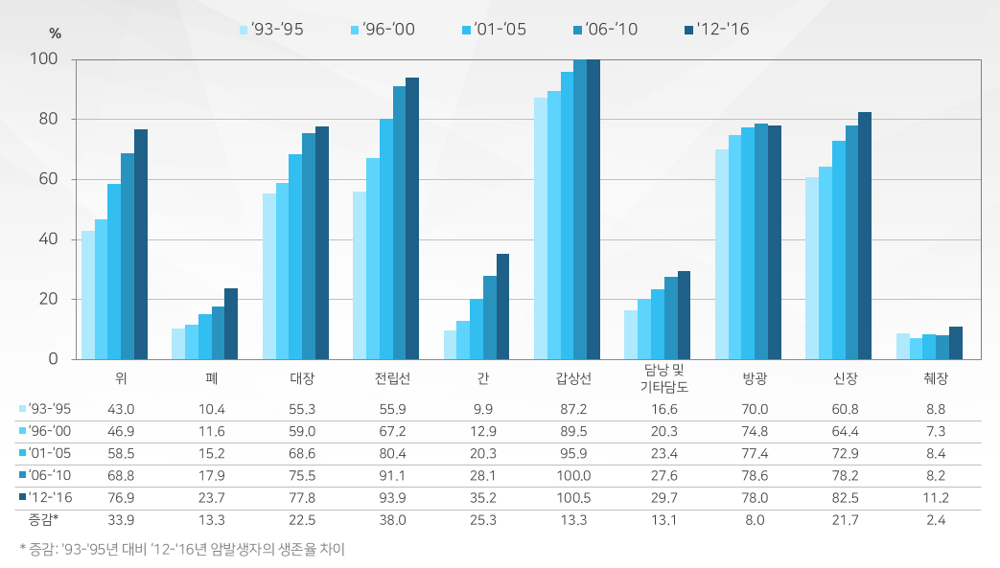 %
'93-'95 '96-'00 '01-'05 '06-'10 '12-'16
100
80
60
40
20
0
위 폐 대장 전립선 간 갑상선 담낭 및 방광 신장 췌장
기타담도
'93-'95 43.0 10.4 55.3 55.9 9.9 87.2 16.6 70.0 60.8 8.8
'96-'00 46.9 11.6 59.0 67.2 12.9 89.5 20.3 74.8 64.4 7.3
'01-'05 58.5 15.2 68.6 80.4 20.3 95.9 23.4 77.4 72.9 8.4
'06-'10 68.8 17.9 75.5 91.1 28.1 100.0 27.6 78.6 78.2 8.2
'12-'16 76.9 23.7 77.8 93.9 35.2 100.5 29.7 78.0 82.5 11.2
증감* 33.9 13.3 22.5 38.0 25.3 13.3 13.1 8.0 21.7 2.4
* 증감: '93-'95년 대비 '12-'16년 암발생자의 생존율 차이